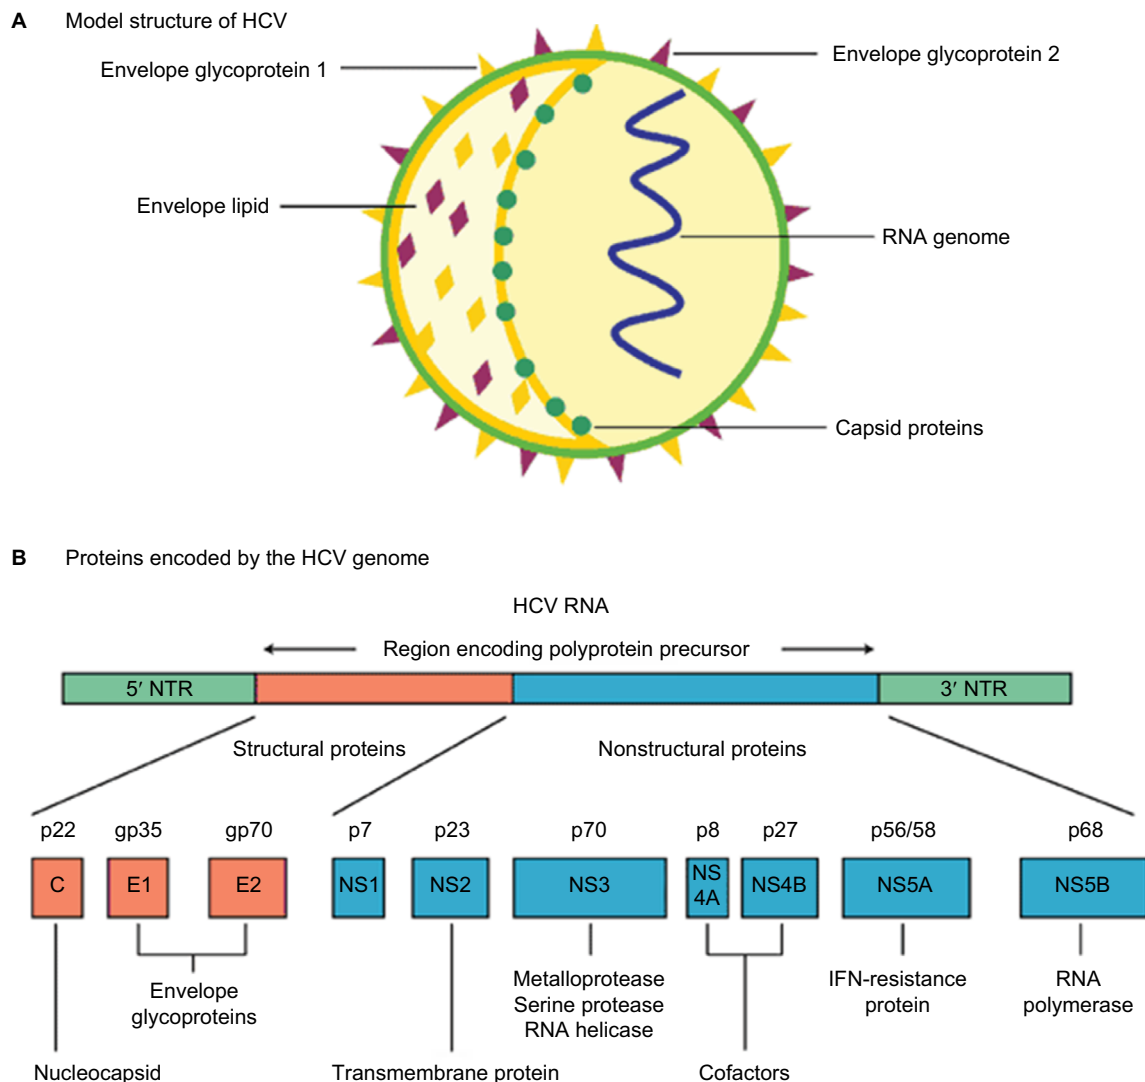 A Model structure of HCV
Envelope glycoprotein 1
Envelope glycoprotein 2
Envelope lipid
RNA genome
Capsid proteins
B Proteins encoded by the HCV genome
HCV RNA
Region encoding polyprotein precursor
5′ NTR
3′ NTR
Structural proteins
Nonstructural proteins
p22 gp35 gp70 p7 p23 p70 p8 p27 p56/58 p68
C E1 E2 NS1 NS2 NS3 NS
4A NS4B NS5A NS5B
Envelope
glycoproteins
Metalloprotease
Serine protease
RNA helicase
IFN-resistance
protein
RNA
polymerase
Nucleocapsid
Transmembrane protein
Cofactors